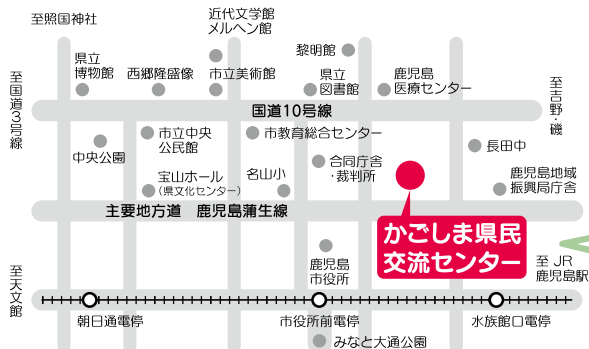 至照国神社
近代文学館
メルヘン館
黎明館
県立
博物館
西郷隆盛像
市立美術館
県立
図書館
鹿児島
医療センター
至国道3号線
国道10号線
至吉野・磯
中央公園
市立中央
公民館
市教育総合センター
長田中
合同庁舎
・裁判所
宝山ホール
（県文化センター）
名山小
鹿児島地域
振興局庁舎
主要地方道 鹿児島蒲生線
かごしま県民
交流センター
鹿児島
市役所
至 JR
鹿児島駅
至天文館
朝日通電停
市役所前電停
水族館口電停
みなと大通公園